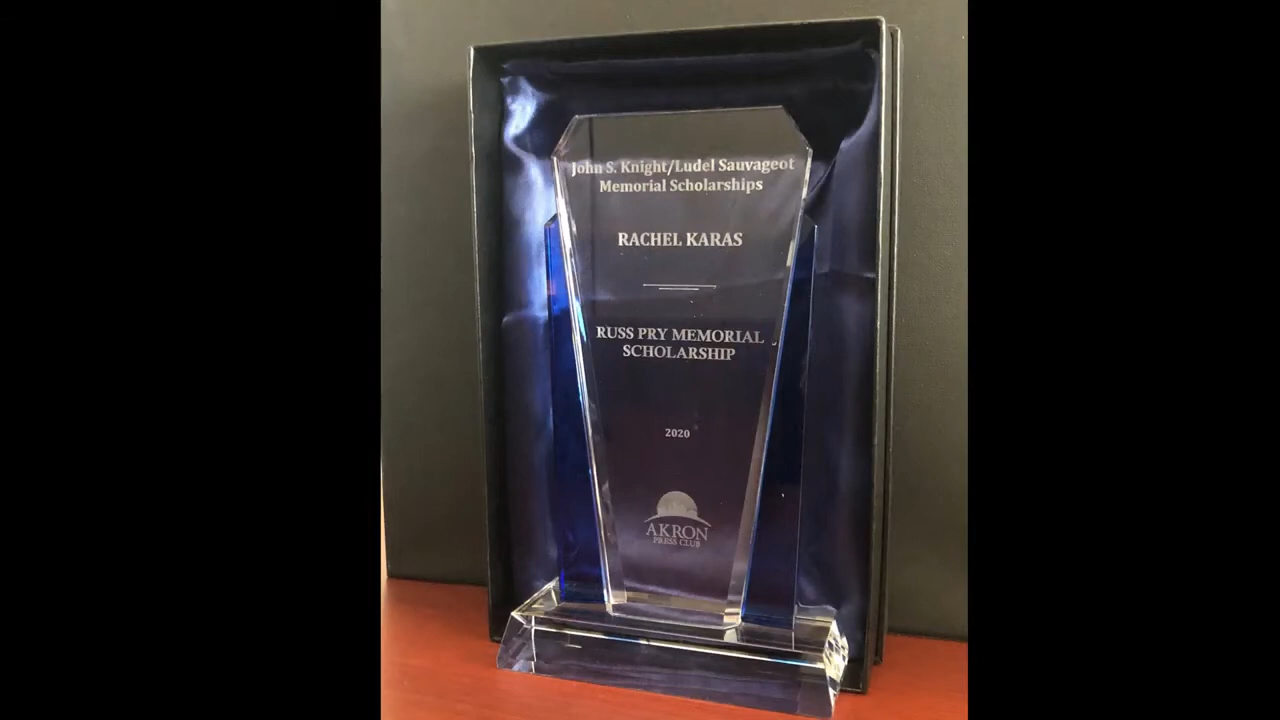 John S. Knight/Ludel Sauvageot
Memorial Scholarships
RACHEL KARAS
RUSS PRY MEMORIAL
SCHOLARSHIP
2020
AKRON
PRESS CLUB